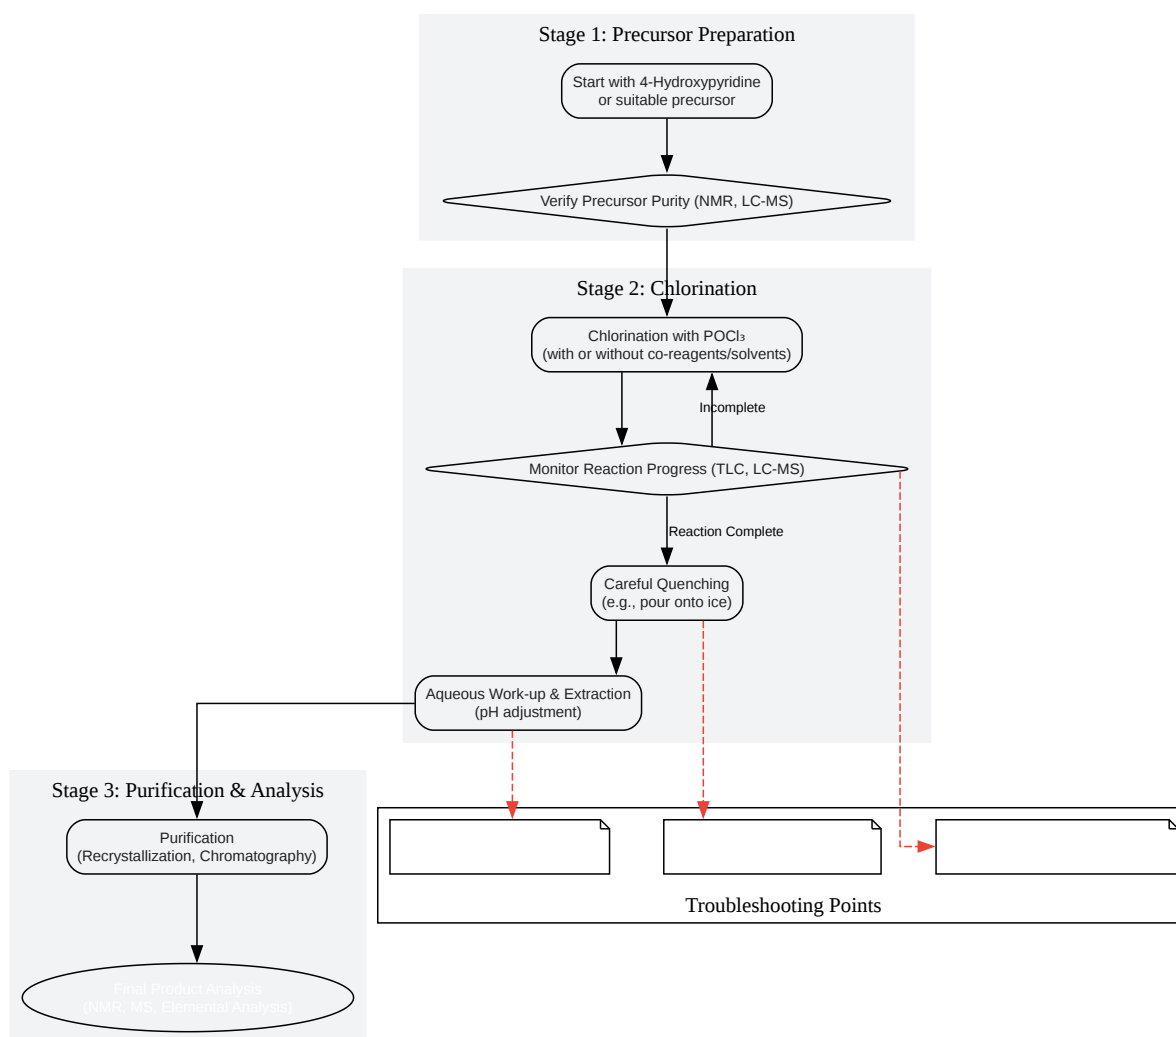 Stage 1: Precursor Preparation
Start with 4-Hydroxypyridine
or suitable precursor
Verify Precursor Purity (NMR, LC-MS)
Stage 2: Chlorination
Chlorination with POCl₃
(with or without co-reagents/solvents)
Incomplete
Monitor Reaction Progress (TLC, LC-MS)
Reaction Complete
Careful Quenching
(e.g., pour onto ice)
Aqueous Work-up & Extraction
(pH adjustment)
Stage 3: Purification & Analysis
Purification
(Recrystallization, Chromatography)
Troubleshooting Points
Final Product Analysis
(NMR, MS, Elemental Analysis)